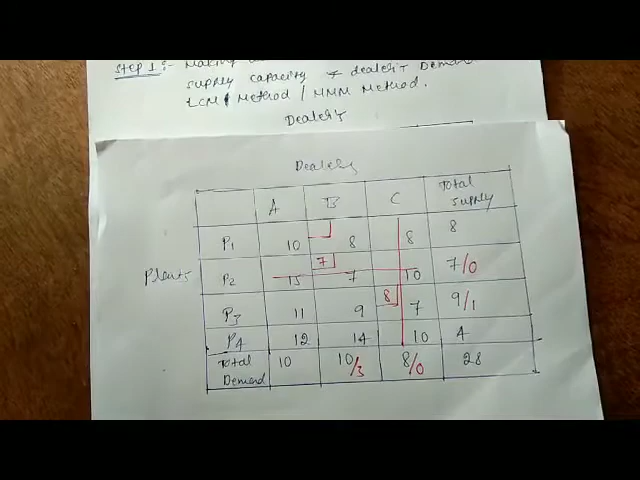 Step 1:- Making
supply capacity & dealer's Demand
LCM Method / MMM Method.
Dealers
Dealers
A B C Total Supply
P1 10 8 8 8
Plants P2 15 7 7 10 7/0
P3 11 9 8 7 9/1
P4 12 14 10 4
Total Demand 10 10/3 8/0 28